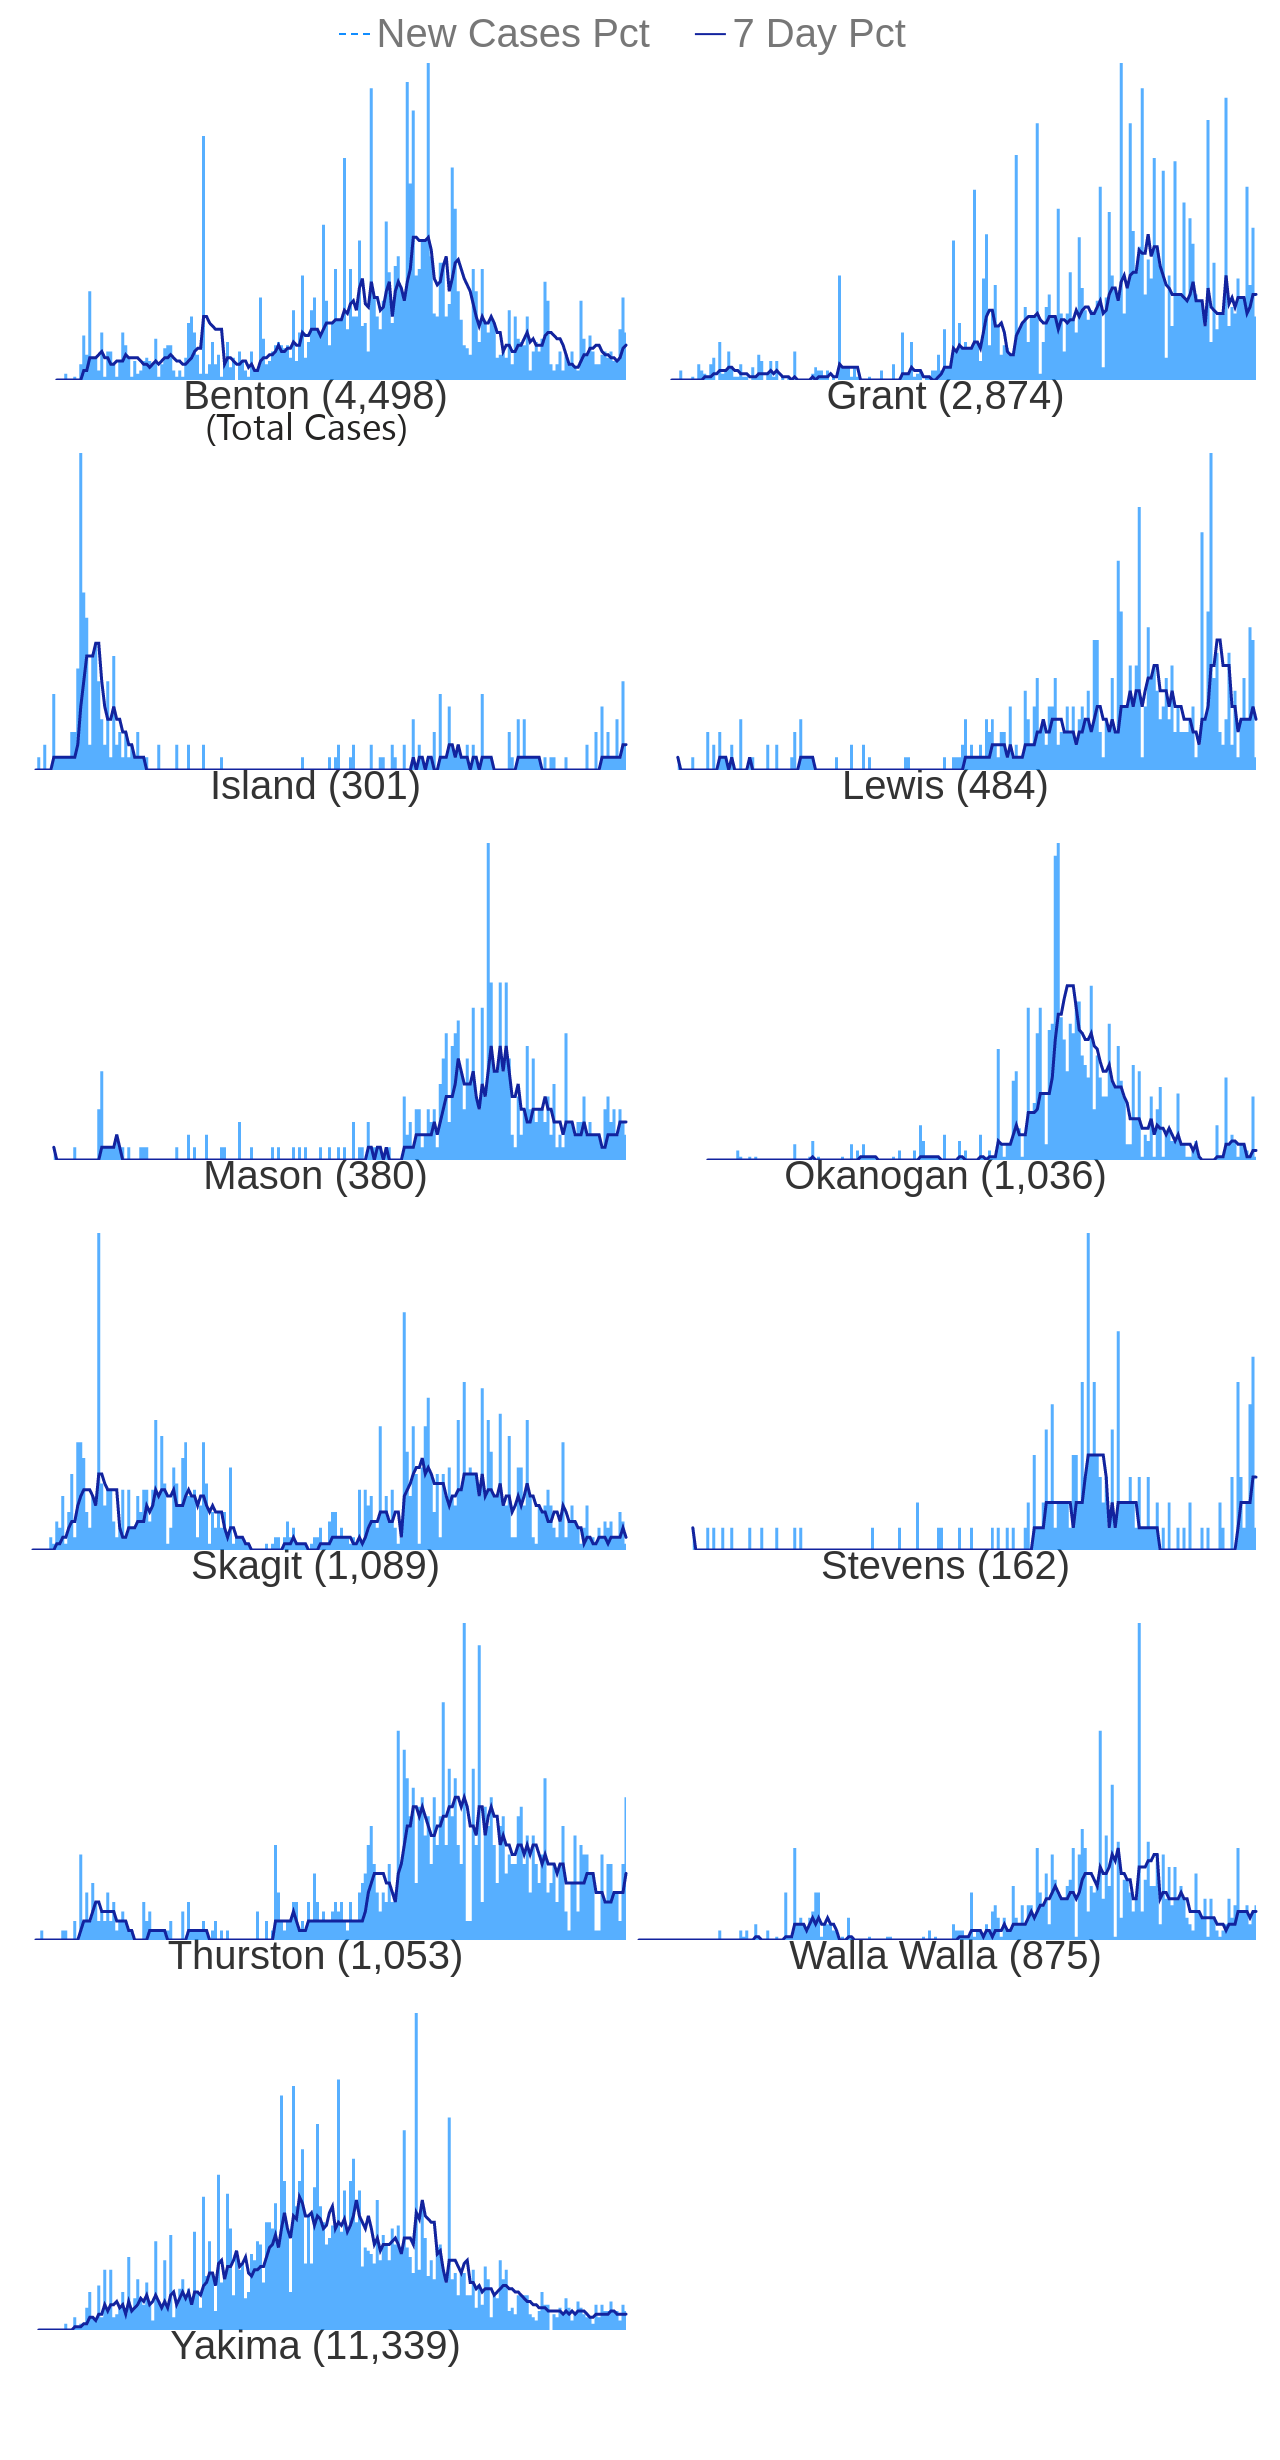 New Cases Pct 7 Day Pct
Benton (4,498) Grant (2,874)
(Total Cases)
Island (301) Lewis (484)
Mason (380) Okanogan (1,036)
Skagit (1,089) Stevens (162)
Thurston (1,053) Walla Walla (875)
Yakima (11,339)